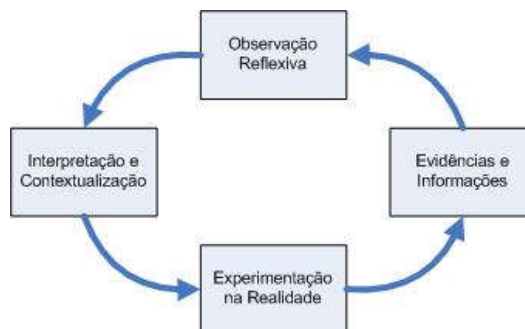 Observação
Reflexiva
Interpretação e
Contextualização
Evidências e
Informações
Experimentação
na Realidade